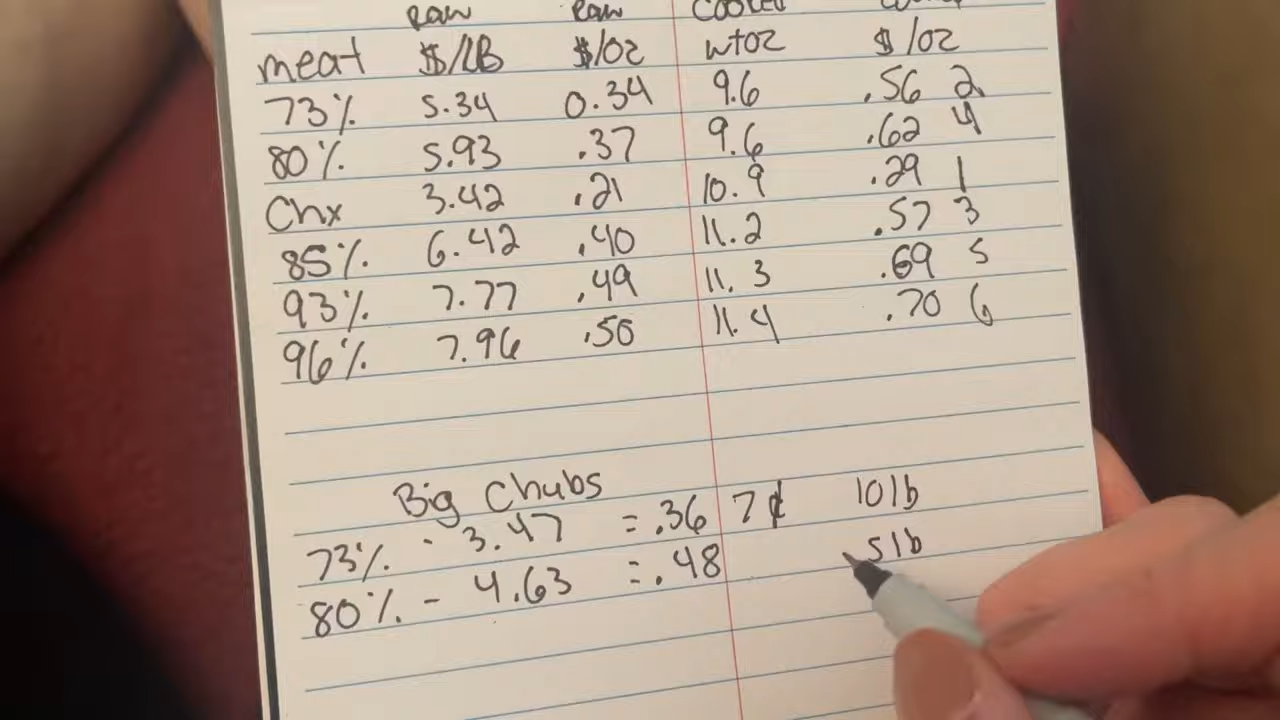 Raw Raw Cooked
meat $/LB $/oz wtoz $/oz
73% 5.34 0.34 9.6 .56 2
80% 5.93 .37 9.6 .62 4
Chx 3.42 .21 10.9 .29 1
85% 6.42 .40 11.2 .57 3
93% 7.77 .49 11.3 .69 5
96% 7.96 .50 11.4 .70 6
Big Chubs
73% - 3.47 = .36 7¢ 10lb
80% - 4.63 = .48 5lb